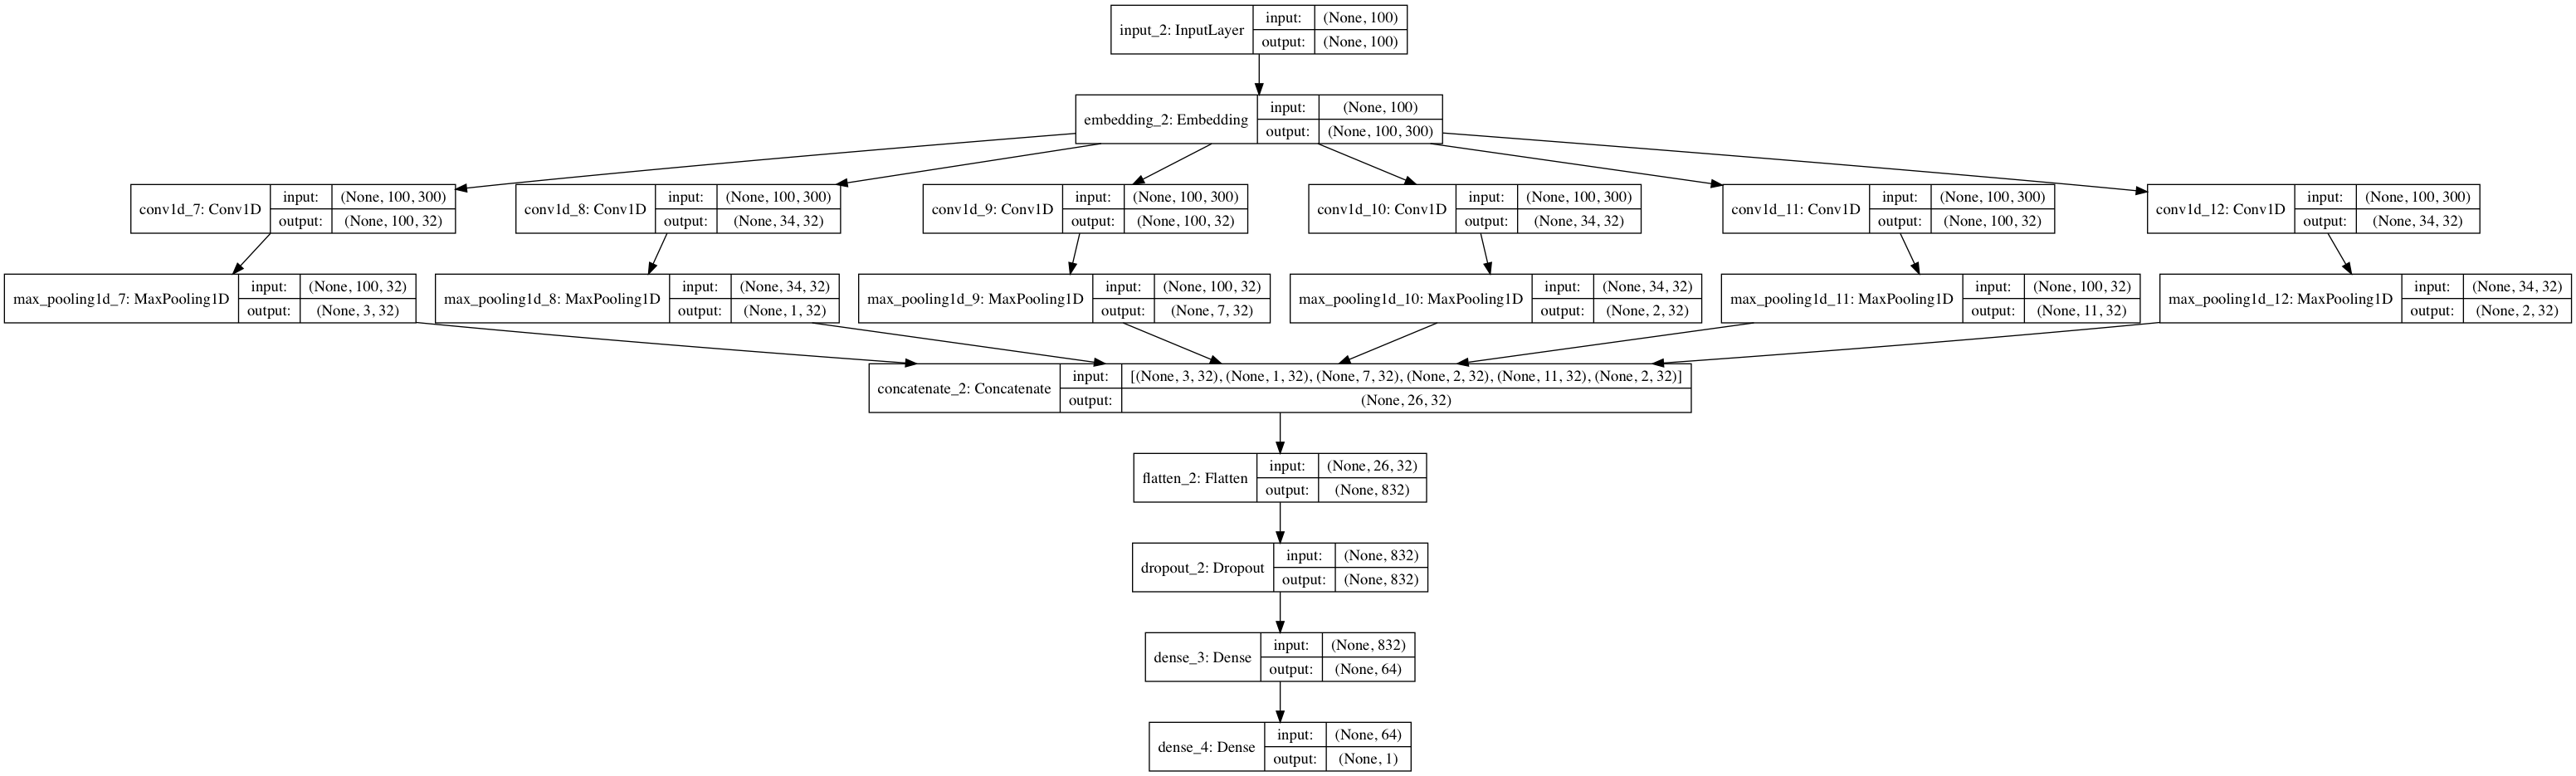 input_2: InputLayer
input: (None, 100)
output: (None, 100)
embedding_2: Embedding
input: (None, 100)
output: (None, 100, 300)
conv1d_7: Conv1D
input: (None, 100, 300)
output: (None, 100, 32)
conv1d_8: Conv1D
input: (None, 100, 300)
output: (None, 34, 32)
conv1d_9: Conv1D
input: (None, 100, 300)
output: (None, 100, 32)
conv1d_10: Conv1D
input: (None, 100, 300)
output: (None, 34, 32)
conv1d_11: Conv1D
input: (None, 100, 300)
output: (None, 100, 32)
conv1d_12: Conv1D
input: (None, 100, 300)
output: (None, 34, 32)
max_pooling1d_7: MaxPooling1D
input: (None, 100, 32)
output: (None, 3, 32)
max_pooling1d_8: MaxPooling1D
input: (None, 34, 32)
output: (None, 1, 32)
max_pooling1d_9: MaxPooling1D
input: (None, 100, 32)
output: (None, 7, 32)
max_pooling1d_10: MaxPooling1D
input: (None, 34, 32)
output: (None, 2, 32)
max_pooling1d_11: MaxPooling1D
input: (None, 100, 32)
output: (None, 11, 32)
max_pooling1d_12: MaxPooling1D
input: (None, 34, 32)
output: (None, 2, 32)
concatenate_2: Concatenate
input: [(None, 3, 32), (None, 1, 32), (None, 7, 32), (None, 2, 32), (None, 11, 32), (None, 2, 32)]
output: (None, 26, 32)
flatten_2: Flatten
input: (None, 26, 32)
output: (None, 832)
dropout_2: Dropout
input: (None, 832)
output: (None, 832)
dense_3: Dense
input: (None, 832)
output: (None, 64)
dense_4: Dense
input: (None, 64)
output: (None, 1)